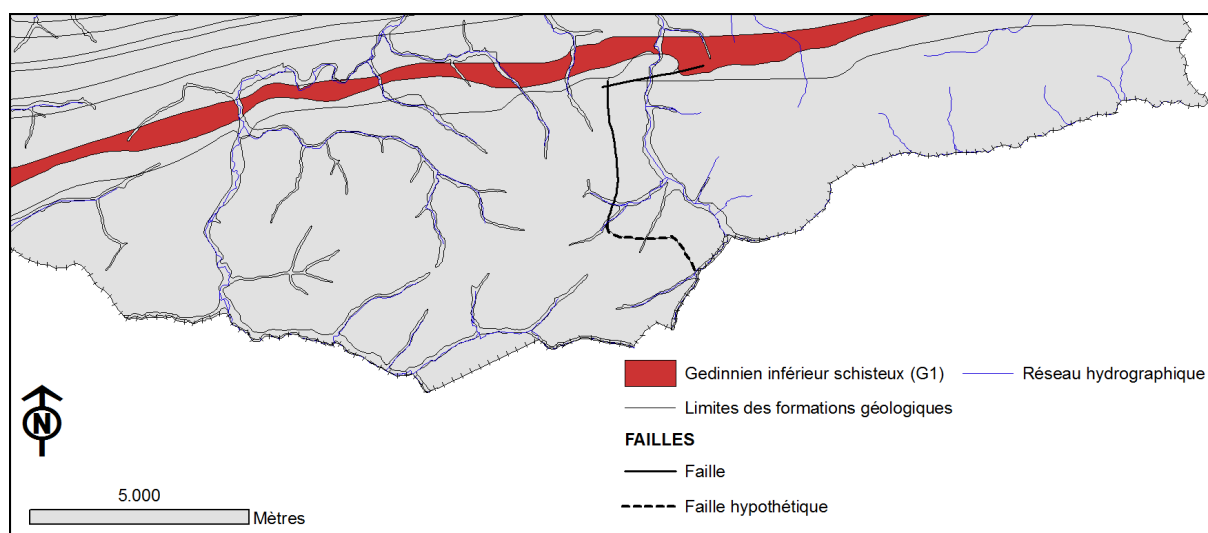 Gedinnien inférieur schisteux (G1) Réseau hydrographique
Limites des formations géologiques
FAILLES
Faille
Faille hypothétique
N
5.000
Mètres